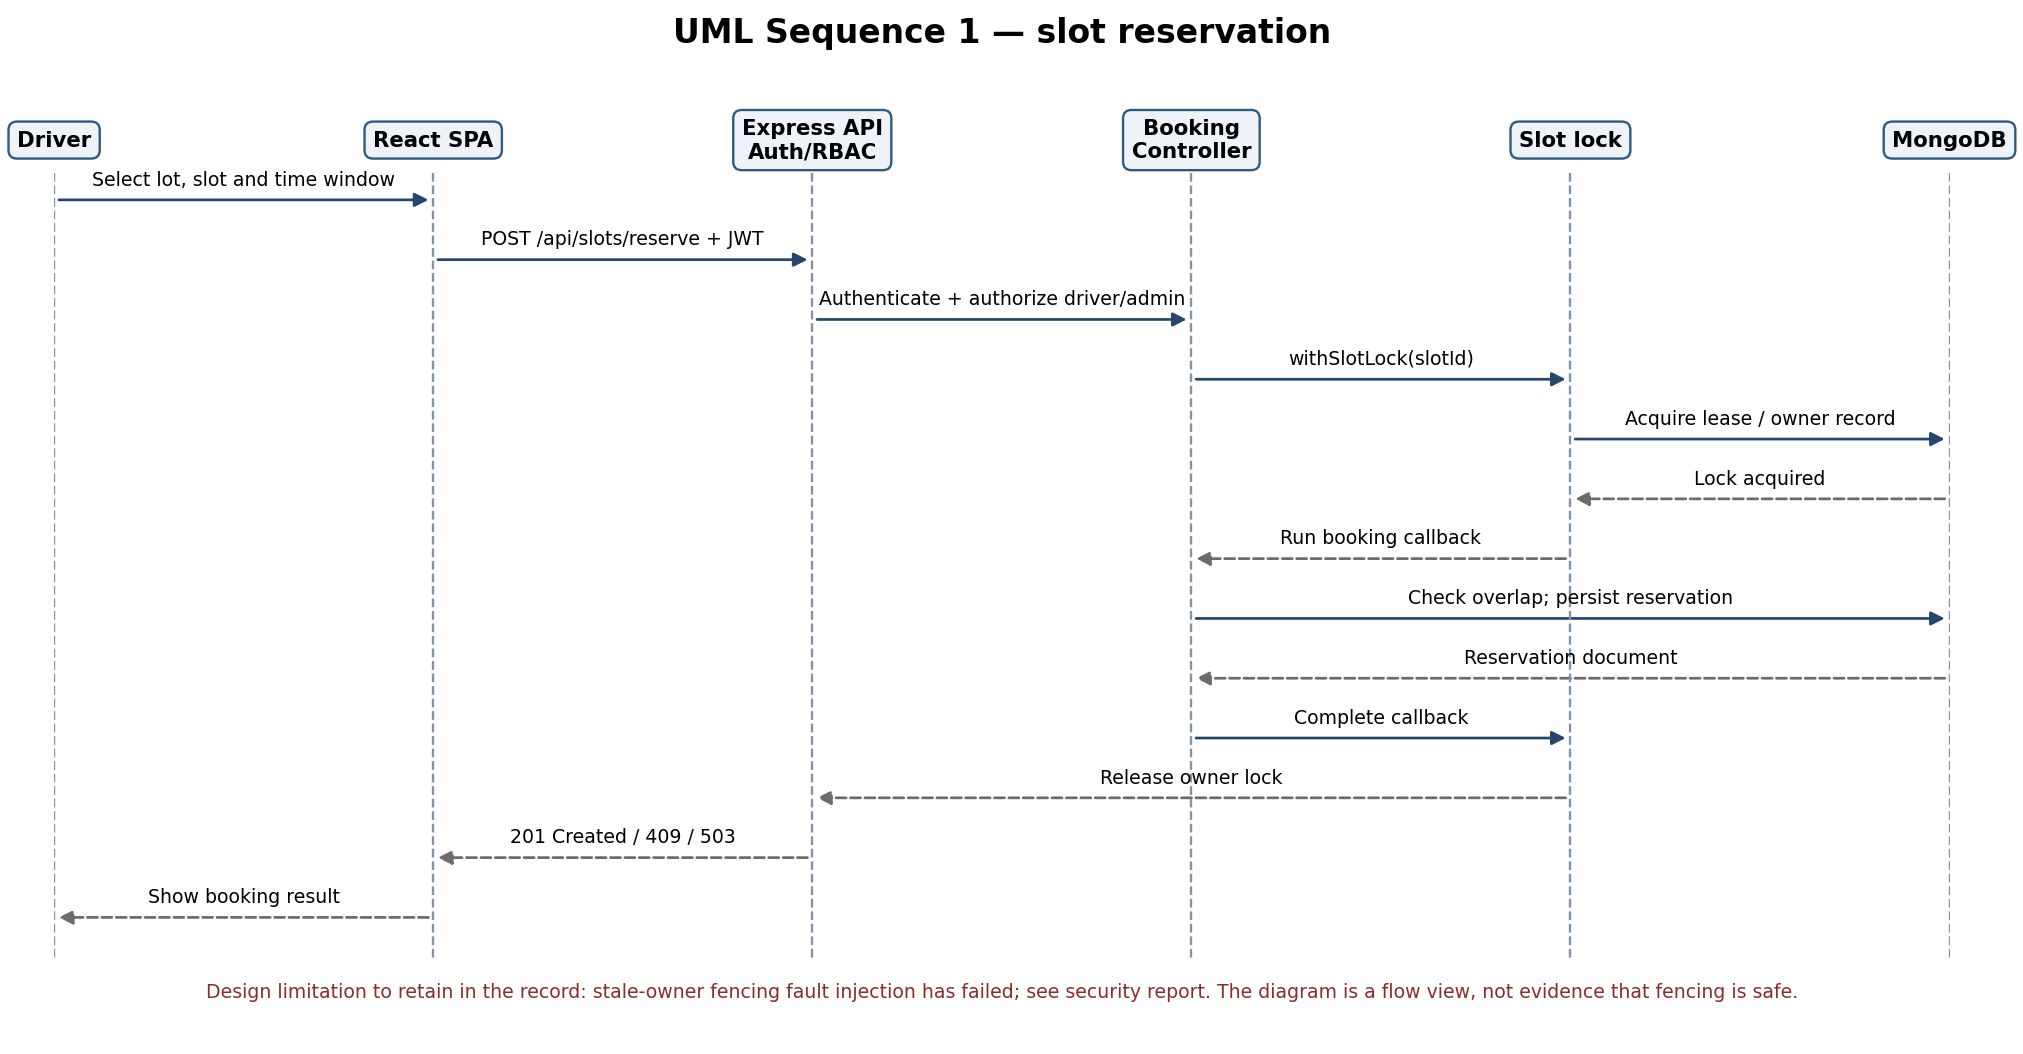 UML Sequence 1 — slot reservation
Driver
React SPA
Express API
Auth/RBAC
Booking
Controller
Slot lock
MongoDB
Select lot, slot and time window
POST /api/slots/reserve + JWT
Authenticate + authorize driver/admin
withSlotLock(slotId)
Acquire lease / owner record
Lock acquired
Run booking callback
Check overlap; persist reservation
Reservation document
Complete callback
Release owner lock
201 Created / 409 / 503
Show booking result
Design limitation to retain in the record: stale-owner fencing fault injection has failed; see security report. The diagram is a flow view, not evidence that fencing is safe.